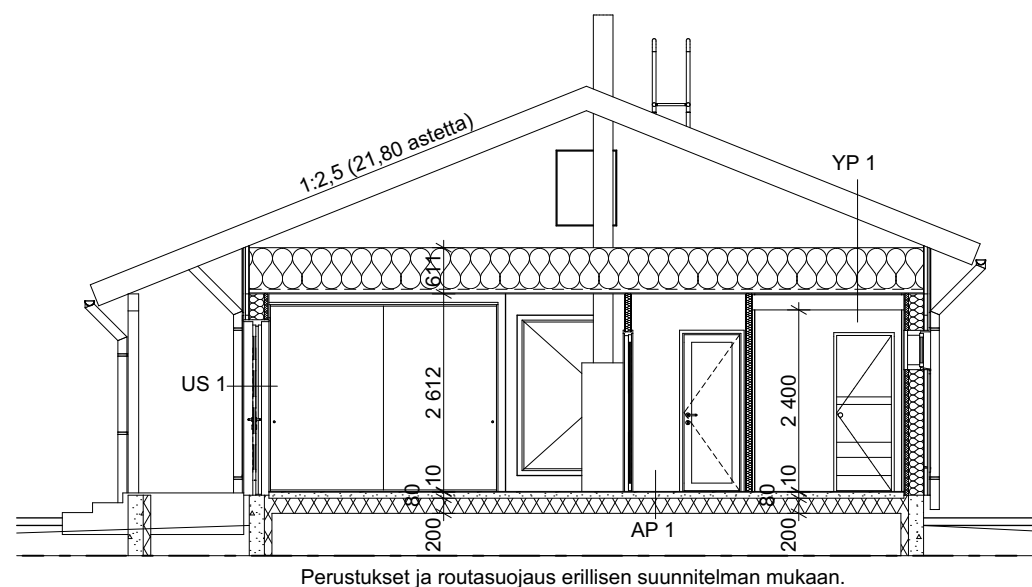 1:2,5 (21,80 astetta)
YP 1
611
US 1
2 612
2 400
10
80
200
AP 1
10
80
200
Perustukset ja routasuojaus erillisen suunnitelman mukaan.